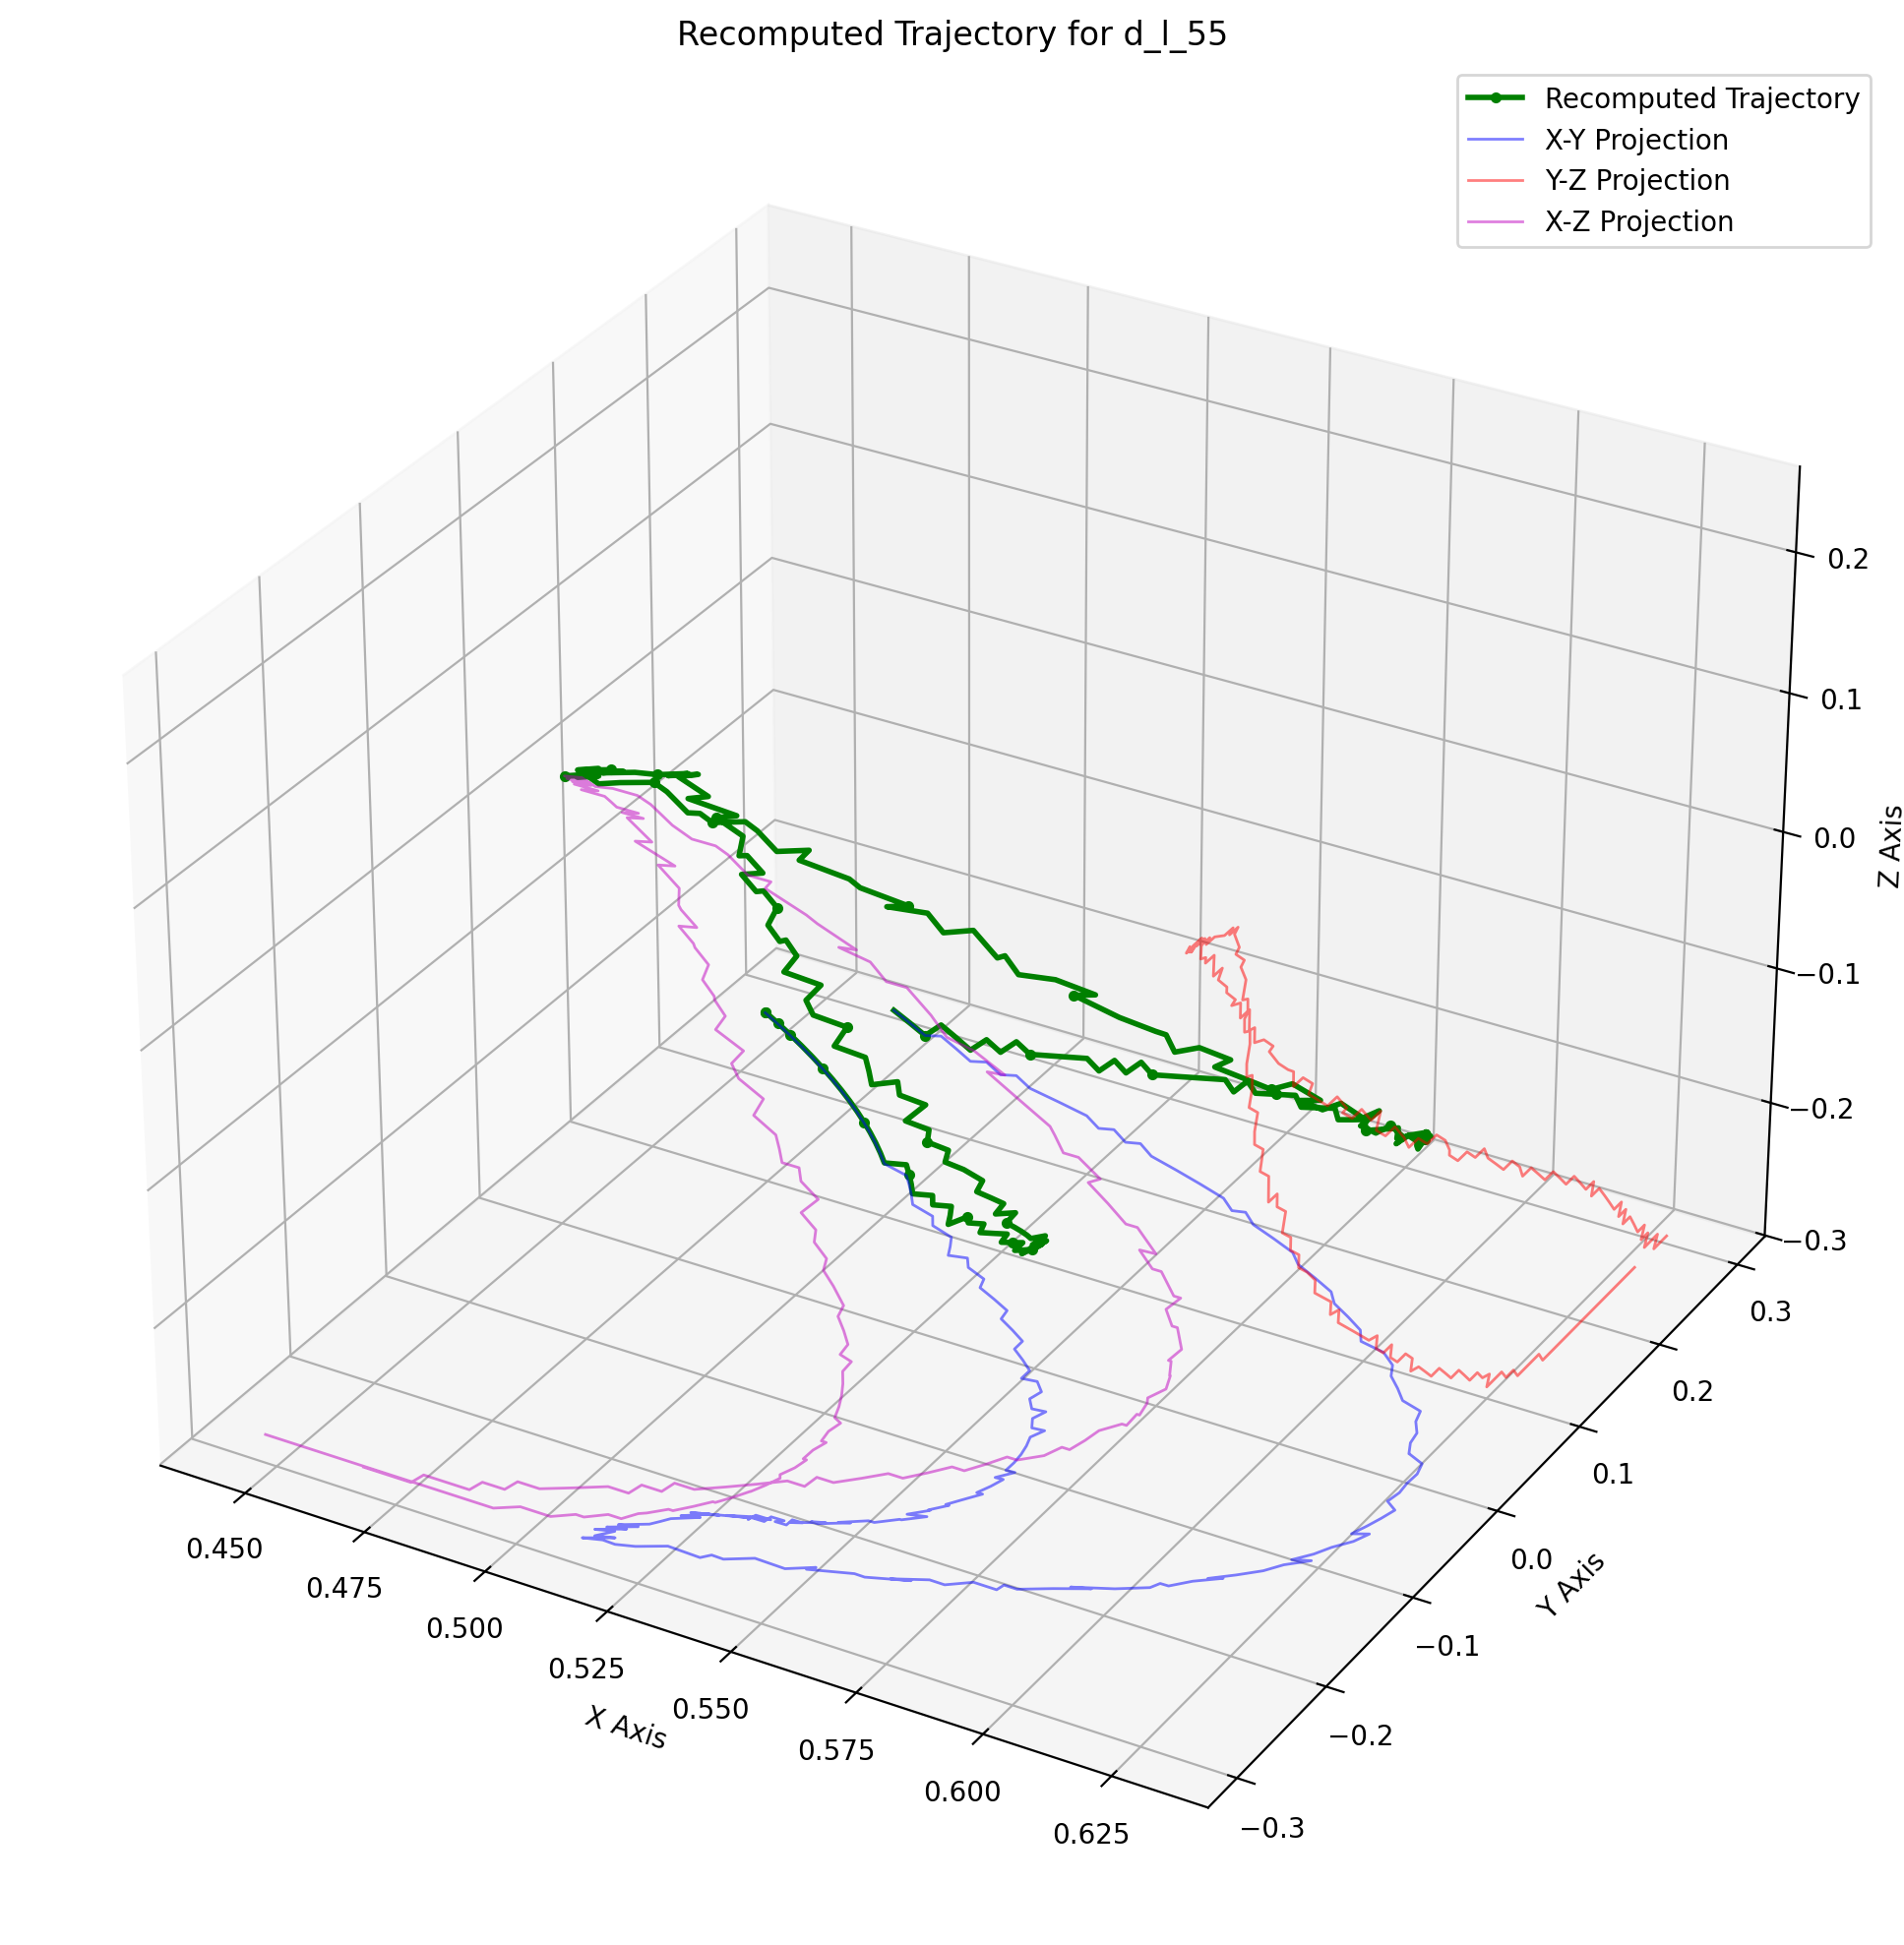 Recomputed Trajectory for d_l_55
Recomputed Trajectory
X-Y Projection
Y-Z Projection
X-Z Projection
0.2
0.1
0.0
−0.1
−0.2
−0.3
Z Axis
0.3
0.2
0.1
0.0
−0.1
−0.2
−0.3
Y Axis
0.450
0.475
0.500
0.525
0.550
0.575
0.600
0.625
X Axis